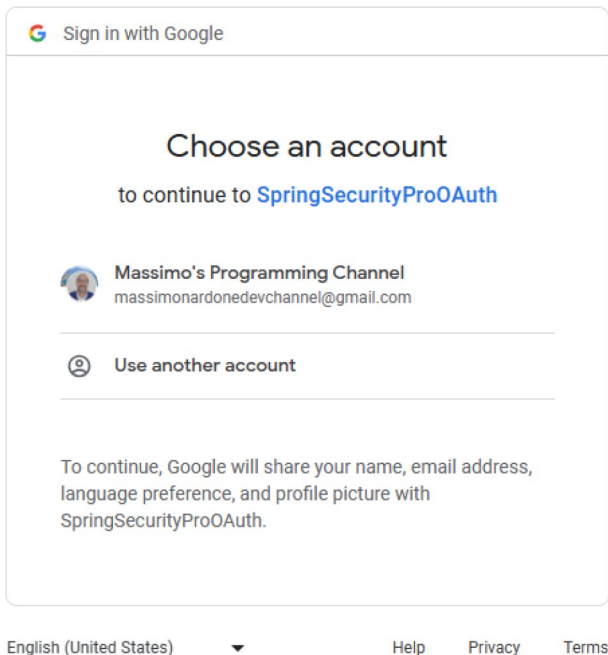 Sign in with Google
Choose an account
to continue to SpringSecurityProOAuth
Massimo's Programming Channel
massimonardonedevchannel@gmail.com
Use another account
To continue, Google will share your name, email address,
language preference, and profile picture with
SpringSecurityProOAuth.
English (United States) Help Privacy Terms